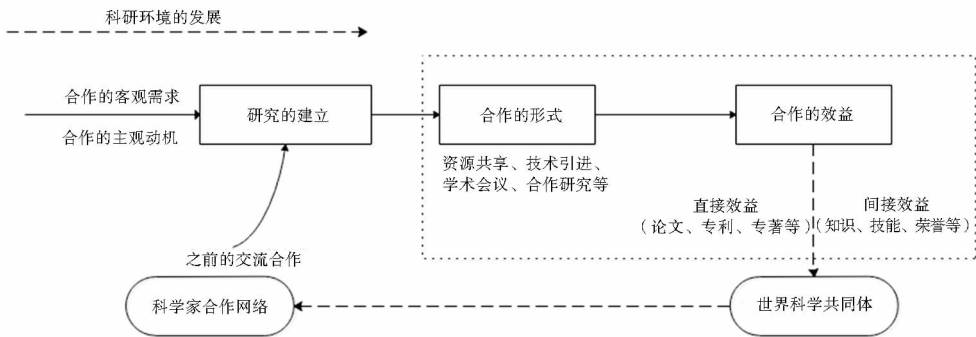 科研环境的发展
合作的客观需求
合作的主观动机
研究的建立
合作的形式
合作的效益
资源共享、技术引进、
学术会议、合作研究等
直接效益
（论文、专利、专著等）
间接效益
（知识、技能、荣誉等）
之前的交流合作
科学家合作网络
世界科学共同体